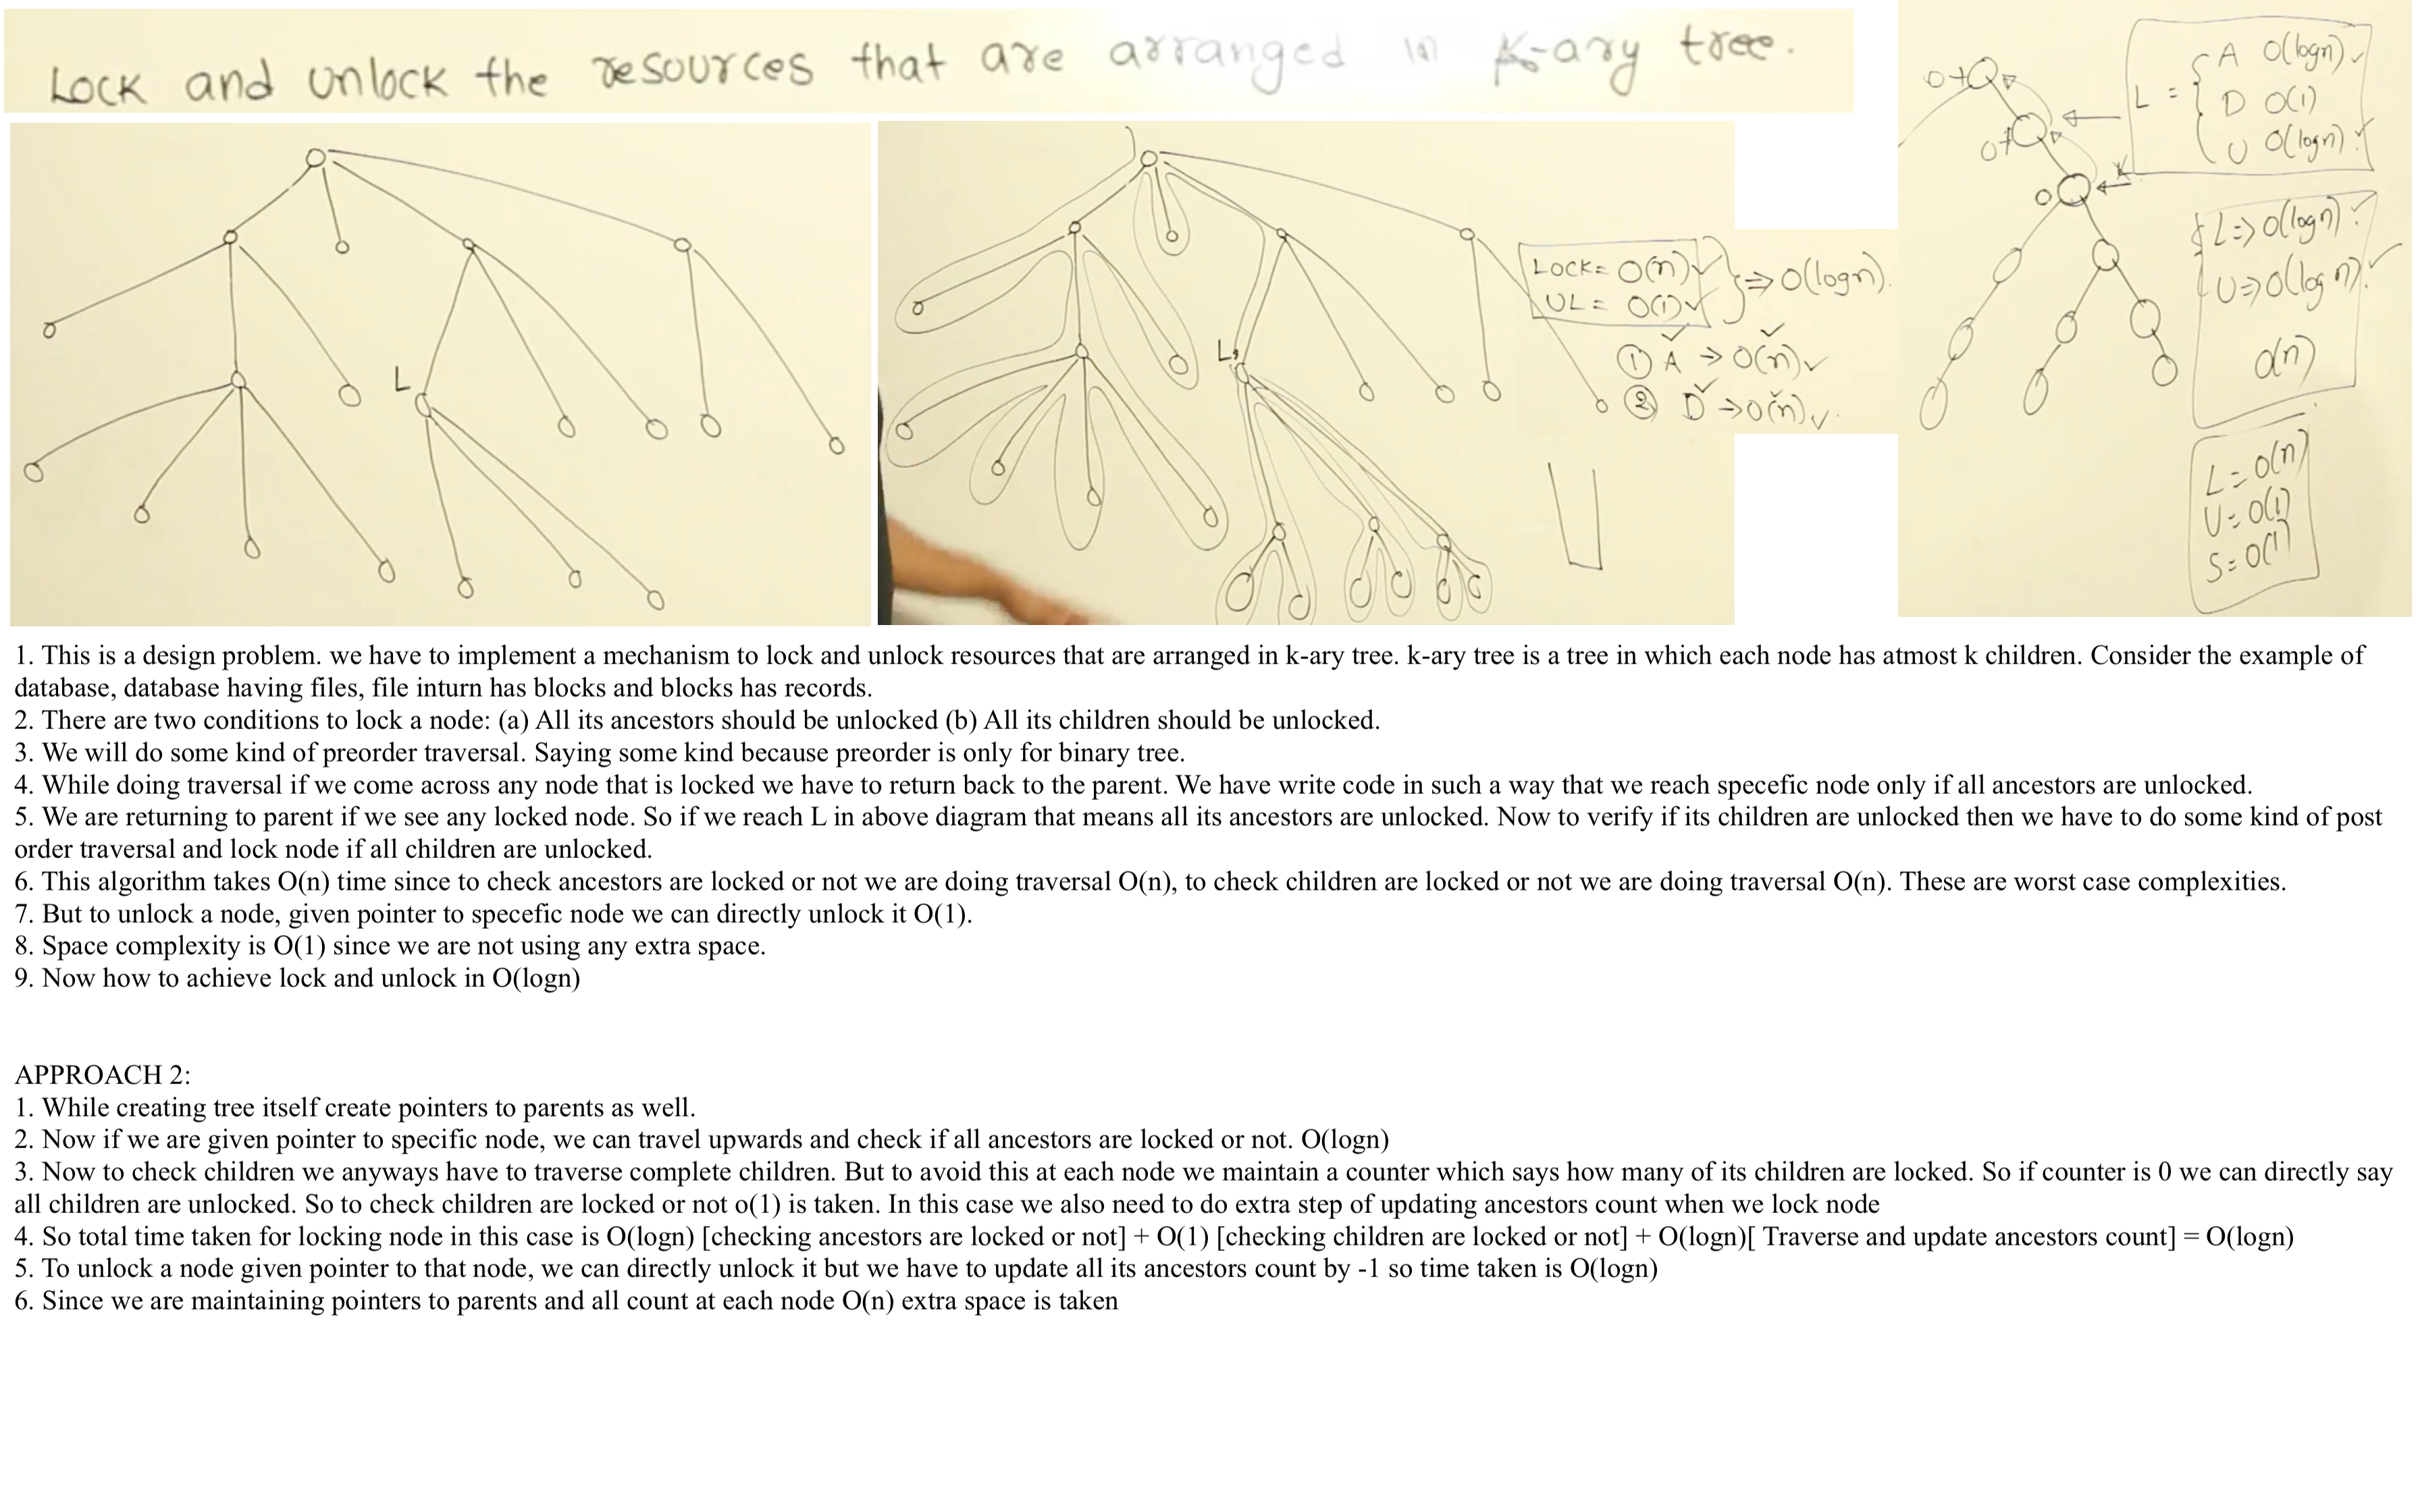 Lock and unlock the resources that are arranged in K-ary tree.
L
L,
LOCK = O(n) ✓
UL = O(1) ✓
⇒ O(logn).
① A → O(n) ✓
② D → O(n) ✓.
L = { A O(logn) ✓
D O(1)
U O(logn) ✓
K
0 +
0 +
0
L ⇒ O(logn) ✓
U ⇒ O(logn) ✓
O(n)
L = O(n)
U = O(1)
S = O(1)
1. This is a design problem. we have to implement a mechanism to lock and unlock resources that are arranged in k-ary tree. k-ary tree is a tree in which each node has atmost k children. Consider the example of
database, database having files, file inturn has blocks and blocks has records.
2. There are two conditions to lock a node: (a) All its ancestors should be unlocked (b) All its children should be unlocked.
3. We will do some kind of preorder traversal. Saying some kind because preorder is only for binary tree.
4. While doing traversal if we come across any node that is locked we have to return back to the parent. We have write code in such a way that we reach specefic node only if all ancestors are unlocked.
5. We are returning to parent if we see any locked node. So if we reach L in above diagram that means all its ancestors are unlocked. Now to verify if its children are unlocked then we have to do some kind of post
order traversal and lock node if all children are unlocked.
6. This algorithm takes O(n) time since to check ancestors are locked or not we are doing traversal O(n), to check children are locked or not we are doing traversal O(n). These are worst case complexities.
7. But to unlock a node, given pointer to specefic node we can directly unlock it O(1).
8. Space complexity is O(1) since we are not using any extra space.
9. Now how to achieve lock and unlock in O(logn)
APPROACH 2:
1. While creating tree itself create pointers to parents as well.
2. Now if we are given pointer to specific node, we can travel upwards and check if all ancestors are locked or not. O(logn)
3. Now to check children we anyways have to traverse complete children. But to avoid this at each node we maintain a counter which says how many of its children are locked. So if counter is 0 we can directly say
all children are unlocked. So to check children are locked or not o(1) is taken. In this case we also need to do extra step of updating ancestors count when we lock node
4. So total time taken for locking node in this case is O(logn) [checking ancestors are locked or not] + O(1) [checking children are locked or not] + O(logn)[ Traverse and update ancestors count] = O(logn)
5. To unlock a node given pointer to that node, we can directly unlock it but we have to update all its ancestors count by -1 so time taken is O(logn)
6. Since we are maintaining pointers to parents and all count at each node O(n) extra space is taken